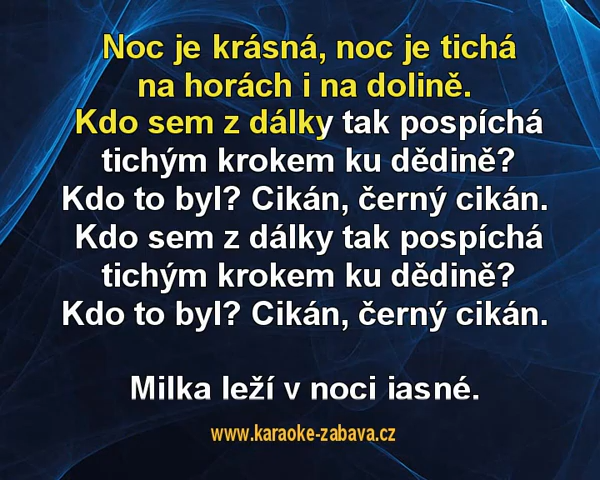 Noc je krásná, noc je tichá
na horách i na dolině.
Kdo sem z dálky tak pospíchá
tichým krokem ku dědině?
Kdo to byl? Cikán, černý cikán.
Kdo sem z dálky tak pospíchá
tichým krokem ku dědině?
Kdo to byl? Cikán, černý cikán.
Milka leží v noci iasné.
www.karaoke-zabava.cz